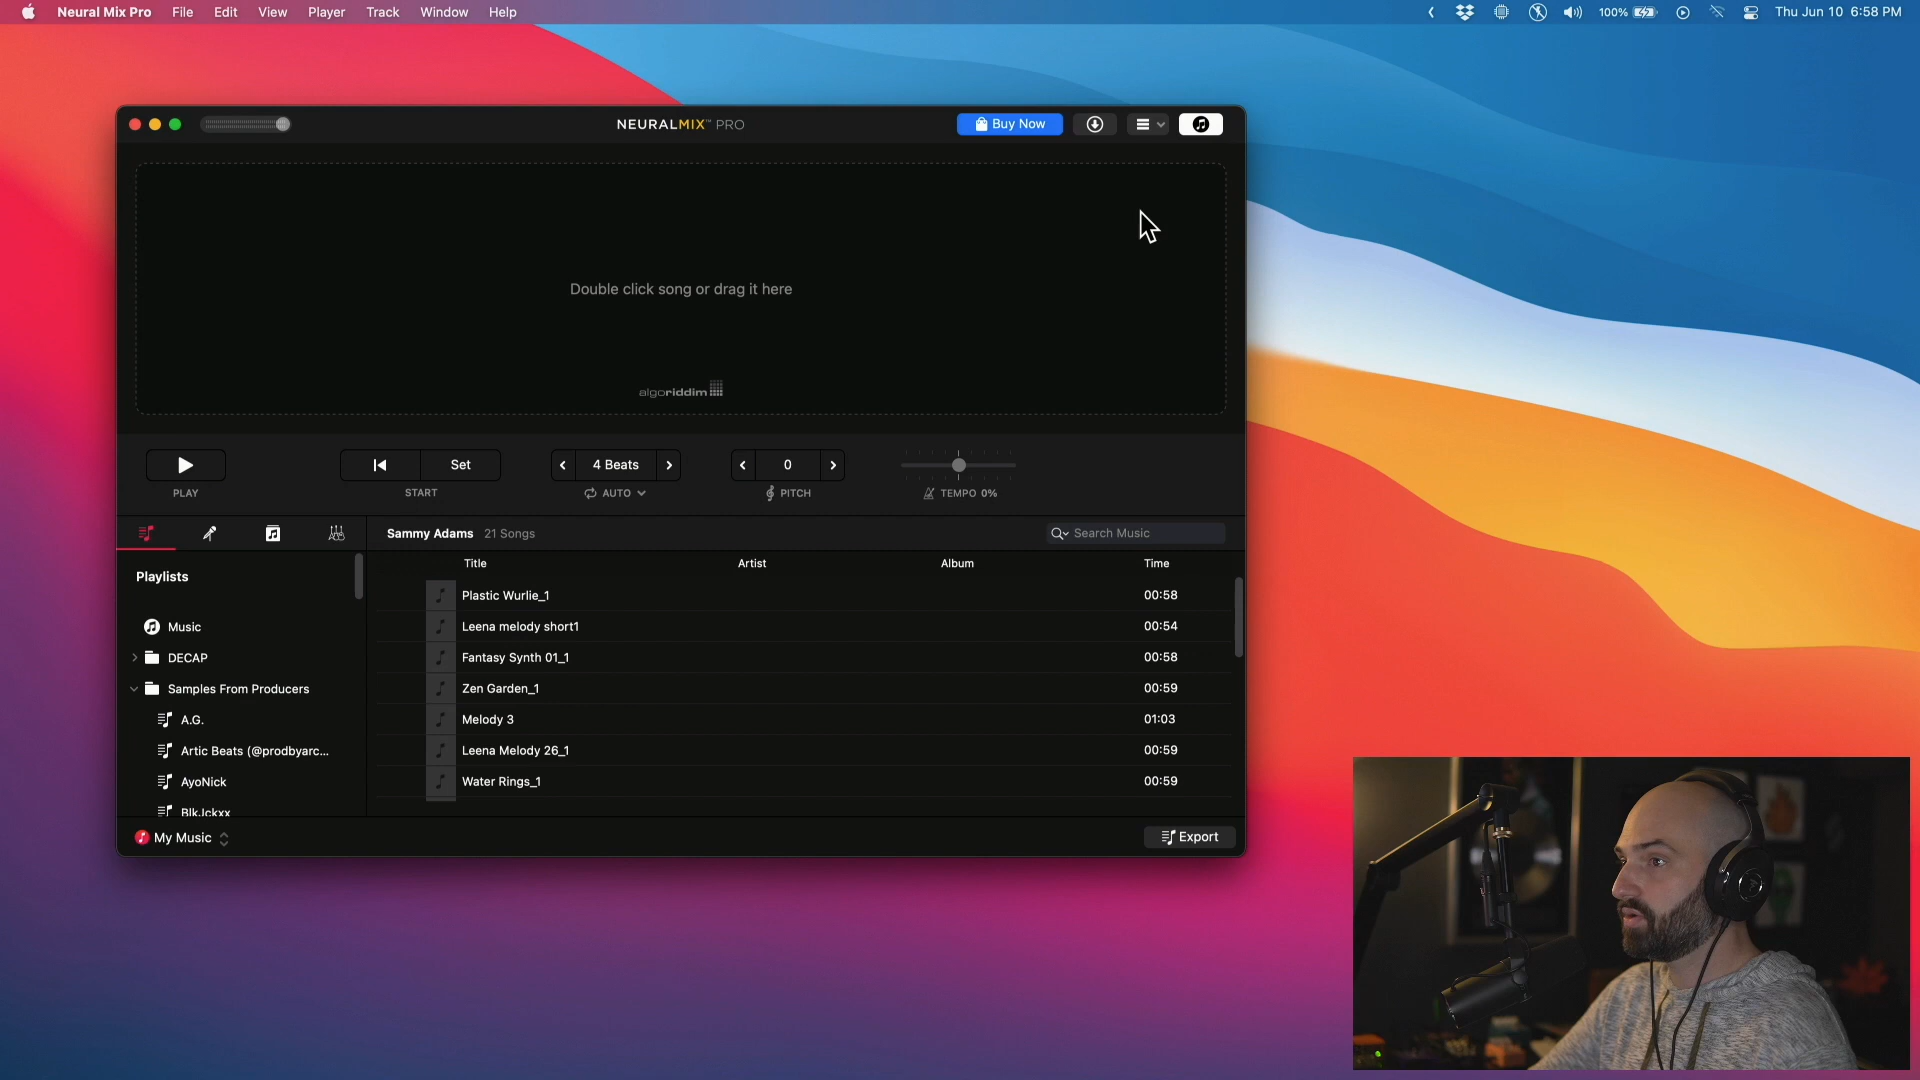 Neural Mix Pro File Edit View Player Track Window Help
100% Thu Jun 10 6:58 PM
NEURALMIX™ PRO
Buy Now
Double click song or drag it here
algoriddim
Set
4 Beats
0
PLAY
START
AUTO
PITCH
TEMPO 0%
Sammy Adams 21 Songs
Search Music
Playlists
Music
DECAP
Samples From Producers
A.G.
Artic Beats (@prodbyarc...
AyoNick
BlkJckxx
Title Artist Album Time
Plastic Wurlie_1 00:58
Leena melody short1 00:54
Fantasy Synth 01_1 00:58
Zen Garden_1 00:59
Melody 3 01:03
Leena Melody 26_1 00:59
Water Rings_1 00:59
My Music
Export